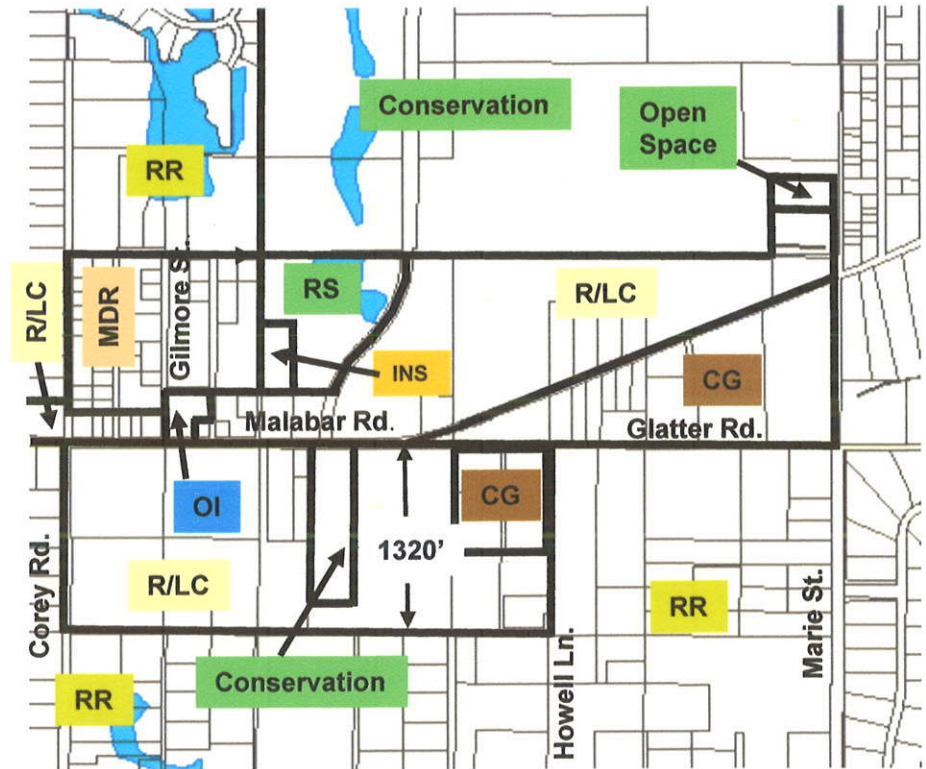 Conservation
Open
Space
RR
R/LC
MDR
Gilmore St.
RS
R/LC
INS
CG
Malabar Rd.
Glatter Rd.
OI
CG
1320’
Corey Rd.
R/LC
RR
Marie St.
Conservation
RR
Howell Ln.